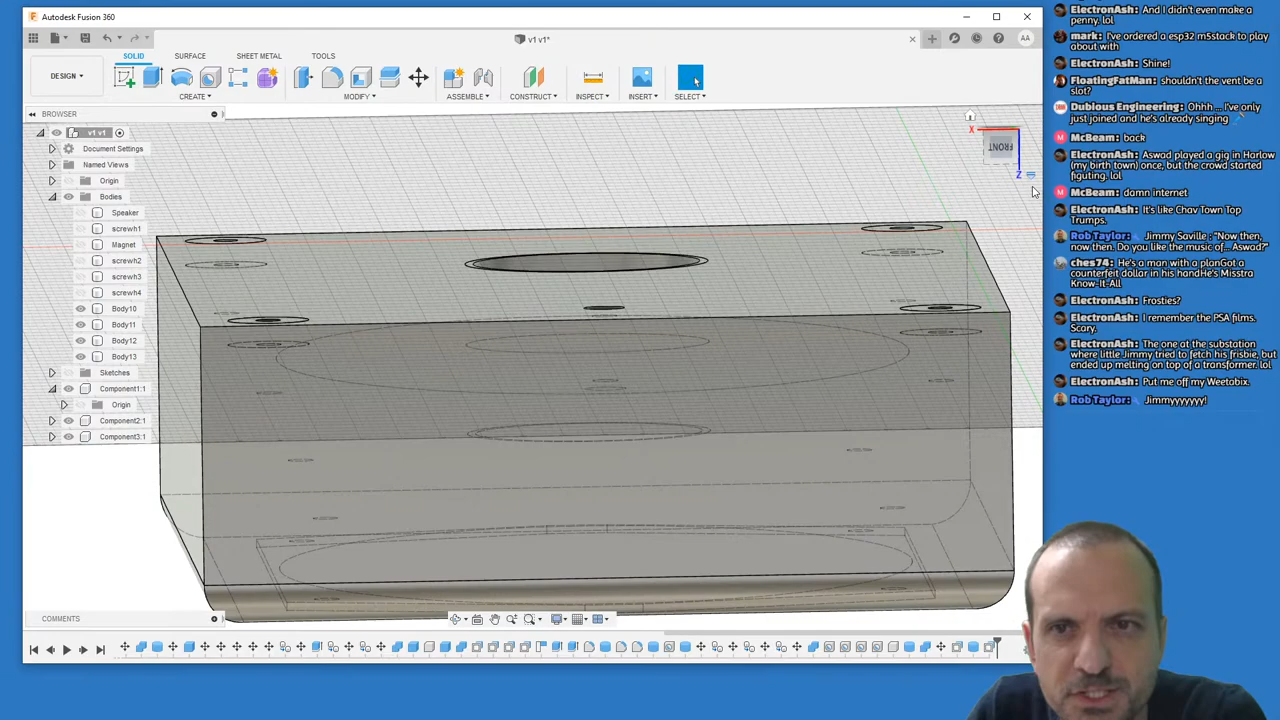 Autodesk Fusion 360
v1 v1*
AA
DESIGN
SOLID
SURFACE
SHEET METAL
TOOLS
CREATE
MODIFY
ASSEMBLE
CONSTRUCT
INSPECT
INSERT
SELECT
BROWSER
v1 v1
Document Settings
Named Views
Origin
Bodies
Speaker
screwh1
Magnet
screwh2
screwh3
screwh4
Body10
Body11
Body12
Body13
Sketches
Component1:1
Origin
Component2:1
Component3:1
X
FRONT
Z
COMMENTS
ElectronAsh: And I didn't even make a
penny. lol
mark: I've ordered a esp32 m5stack to play
about with
ElectronAsh: Shine!
FloatingFatMan: shouldn't the vent be a
slot?
Dubious Engineering: Ohhh ... I've only
just joined and he's already singing
McBeam: back
ElectronAsh: Aswad played a gig in Harlow
(my birth town) once, but the crowd started
figuting. lol
McBeam: damn internet
ElectronAsh: It's like Chav Town Top
Trumps.
Rob Taylor: Jimmy Saville ; "Now then,
now then. Do you like the music of... Aswad?"
ches74: He's a man with a planGot a
counterfeit dollar in his handHe's Misstra
Know-It-All
ElectronAsh: Frosties?
ElectronAsh: I remember the PSA films.
Scary.
ElectronAsh: The one at the substation
where little Jimmy tried to fetch his frisbie, but
ended up melting on top of a transformer. lol
ElectronAsh: Put me off my Weetabix.
Rob Taylor: Jimmyyyyyyy!